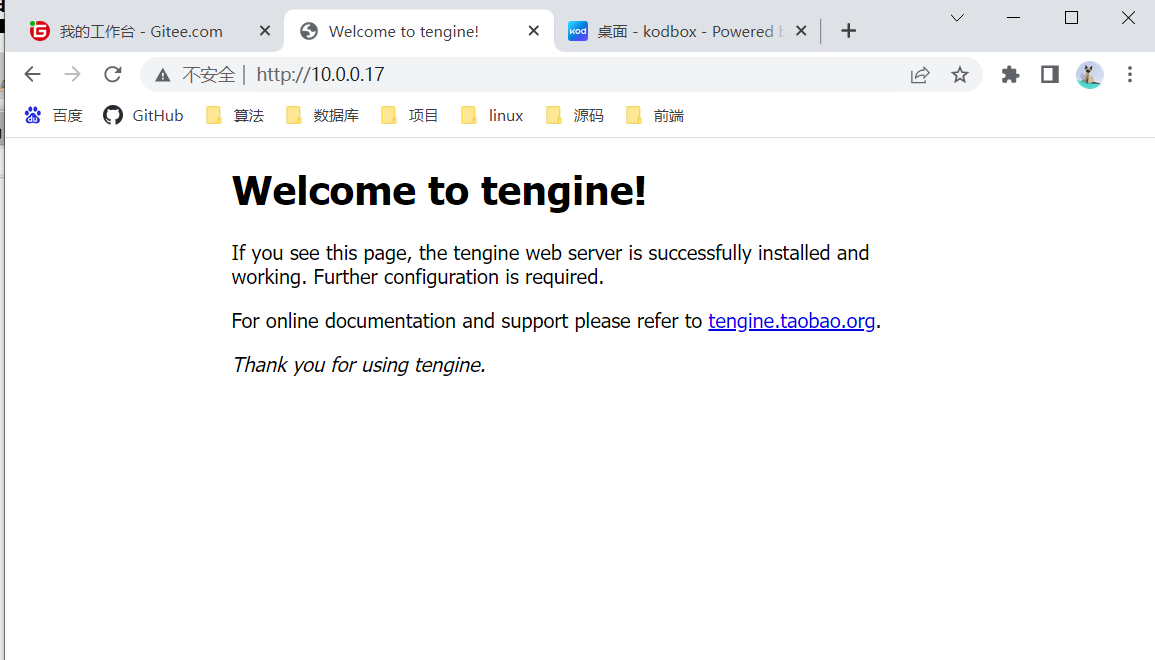 我的工作台 - Gitee.com
Welcome to tengine!
kod
桌面 - kodbox - Powered b
不安全
http://10.0.0.17
du
百度
GitHub
算法
数据库
项目
linux
源码
前端
Welcome to tengine!
If you see this page, the tengine web server is successfully installed and
working. Further configuration is required.
For online documentation and support please refer to tengine.taobao.org.
Thank you for using tengine.